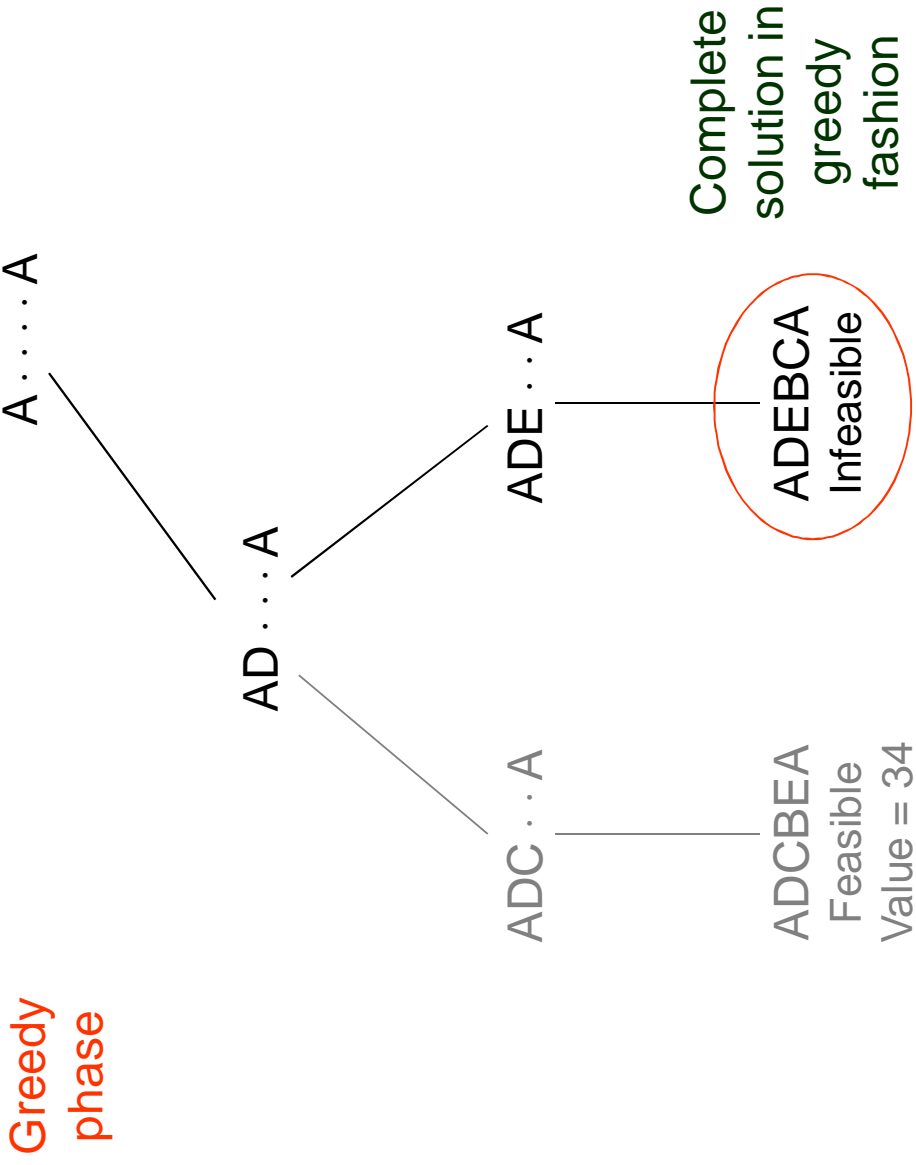 Greedy
phase
A · · · · A
AD · · · A
ADC · · A
ADE · · A
ADCBEA
Feasible
Value = 34
ADEBCA
Infeasible
Complete
solution in
greedy
fashion